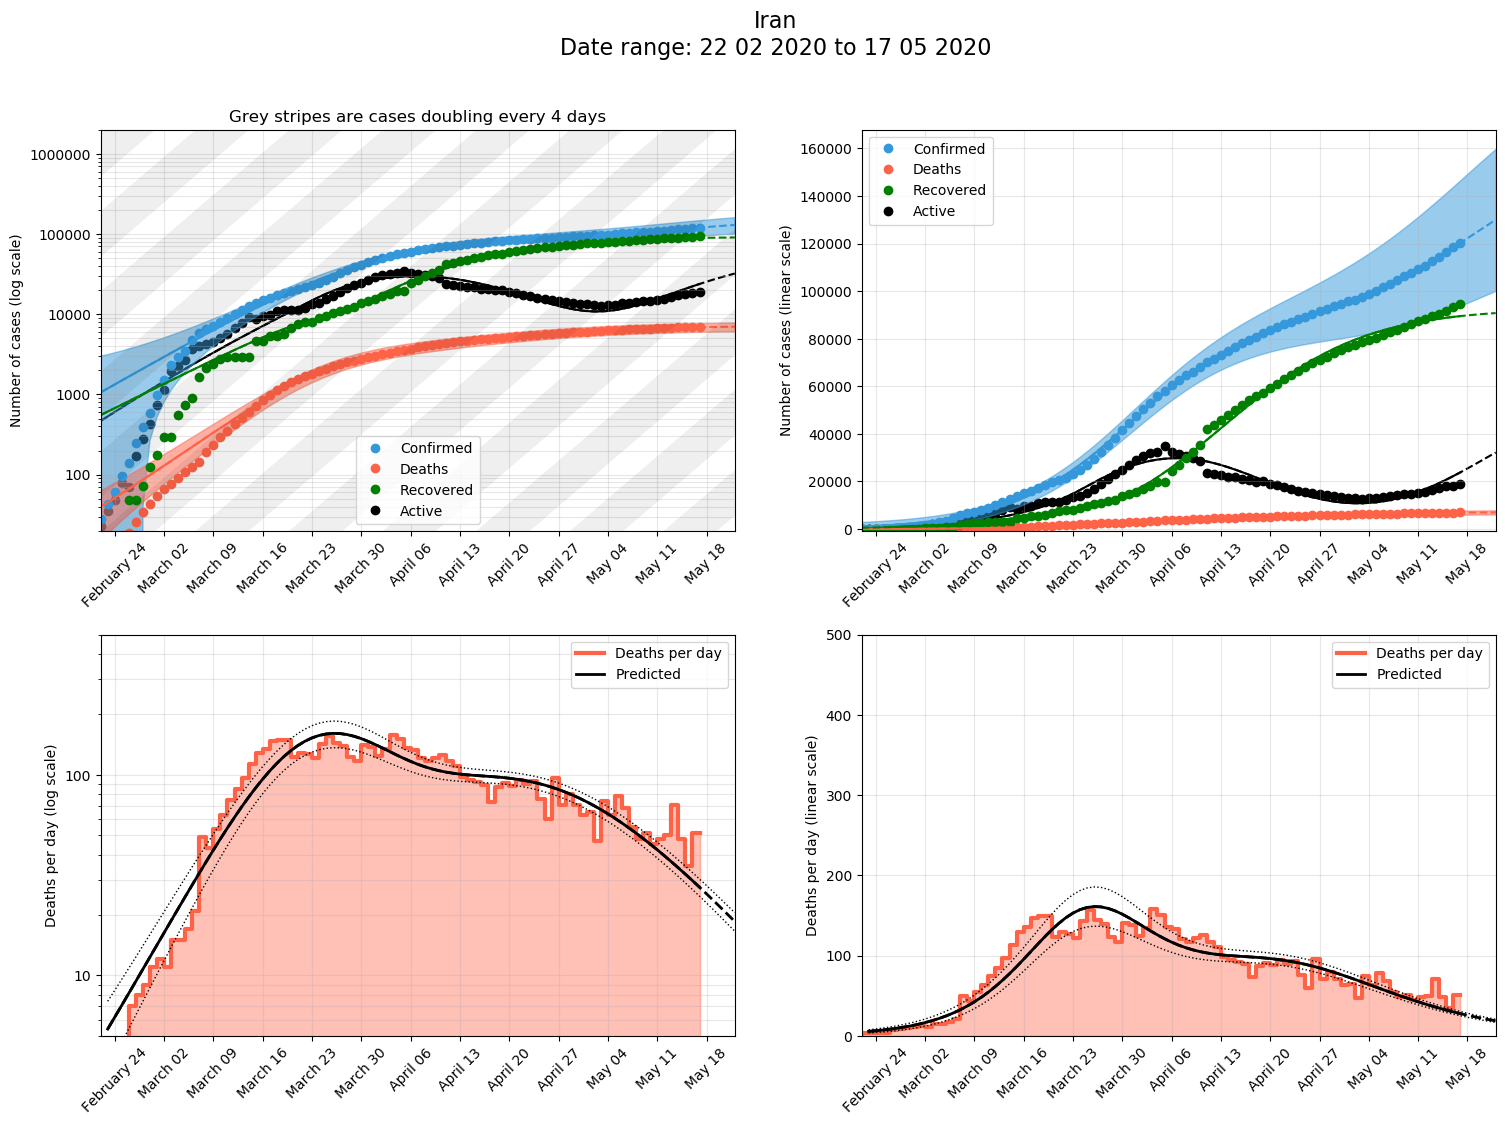 Iran
Date range: 22 02 2020 to 17 05 2020
Grey stripes are cases doubling every 4 days
Number of cases (log scale)
1000000
100000
10000
1000
100
Confirmed
Deaths
Recovered
Active
February 24
March 02
March 09
March 16
March 23
March 30
April 06
April 13
April 20
April 27
May 04
May 11
May 18
Number of cases (linear scale)
160000
140000
120000
100000
80000
60000
40000
20000
0
Confirmed
Deaths
Recovered
Active
February 24
March 02
March 09
March 16
March 23
March 30
April 06
April 13
April 20
April 27
May 04
May 11
May 18
Deaths per day (log scale)
100
10
Deaths per day
Predicted
February 24
March 02
March 09
March 16
March 23
March 30
April 06
April 13
April 20
April 27
May 04
May 11
May 18
Deaths per day (linear scale)
500
400
300
200
100
0
Deaths per day
Predicted
February 24
March 02
March 09
March 16
March 23
March 30
April 06
April 13
April 20
April 27
May 04
May 11
May 18